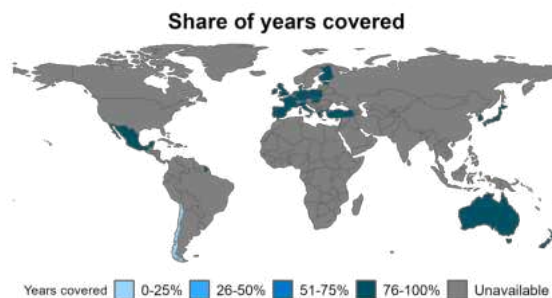 Share of years covered
Years covered 0-25% 26-50% 51-75% 76-100% Unavailable